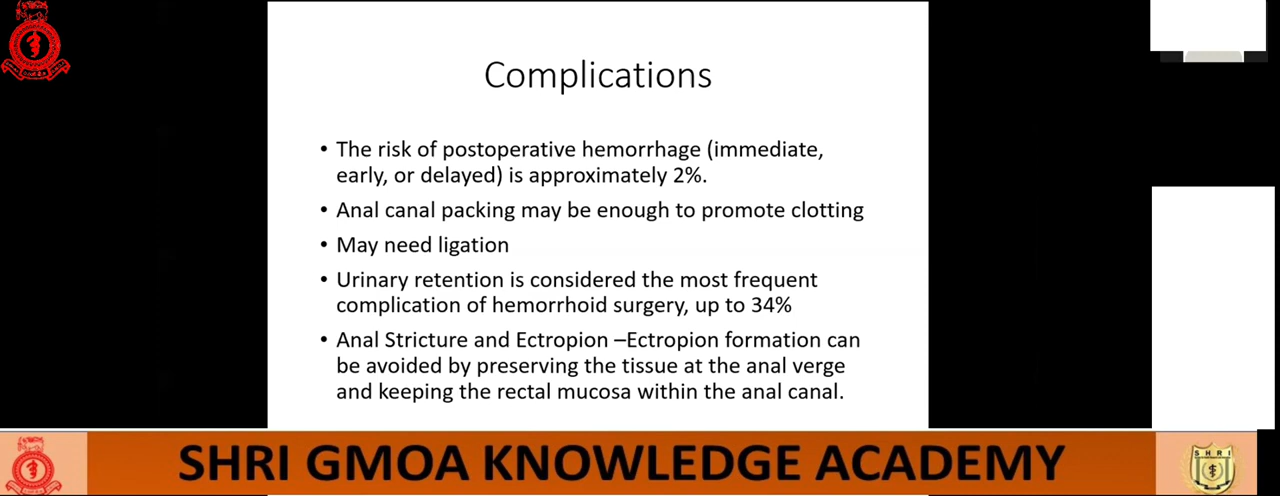 Complications
• The risk of postoperative hemorrhage (immediate,
early, or delayed) is approximately 2%.
• Anal canal packing may be enough to promote clotting
• May need ligation
• Urinary retention is considered the most frequent
complication of hemorrhoid surgery, up to 34%
• Anal Stricture and Ectropion –Ectropion formation can
be avoided by preserving the tissue at the anal verge
and keeping the rectal mucosa within the anal canal.
SHRI GMOA KNOWLEDGE ACADEMY
SHRI